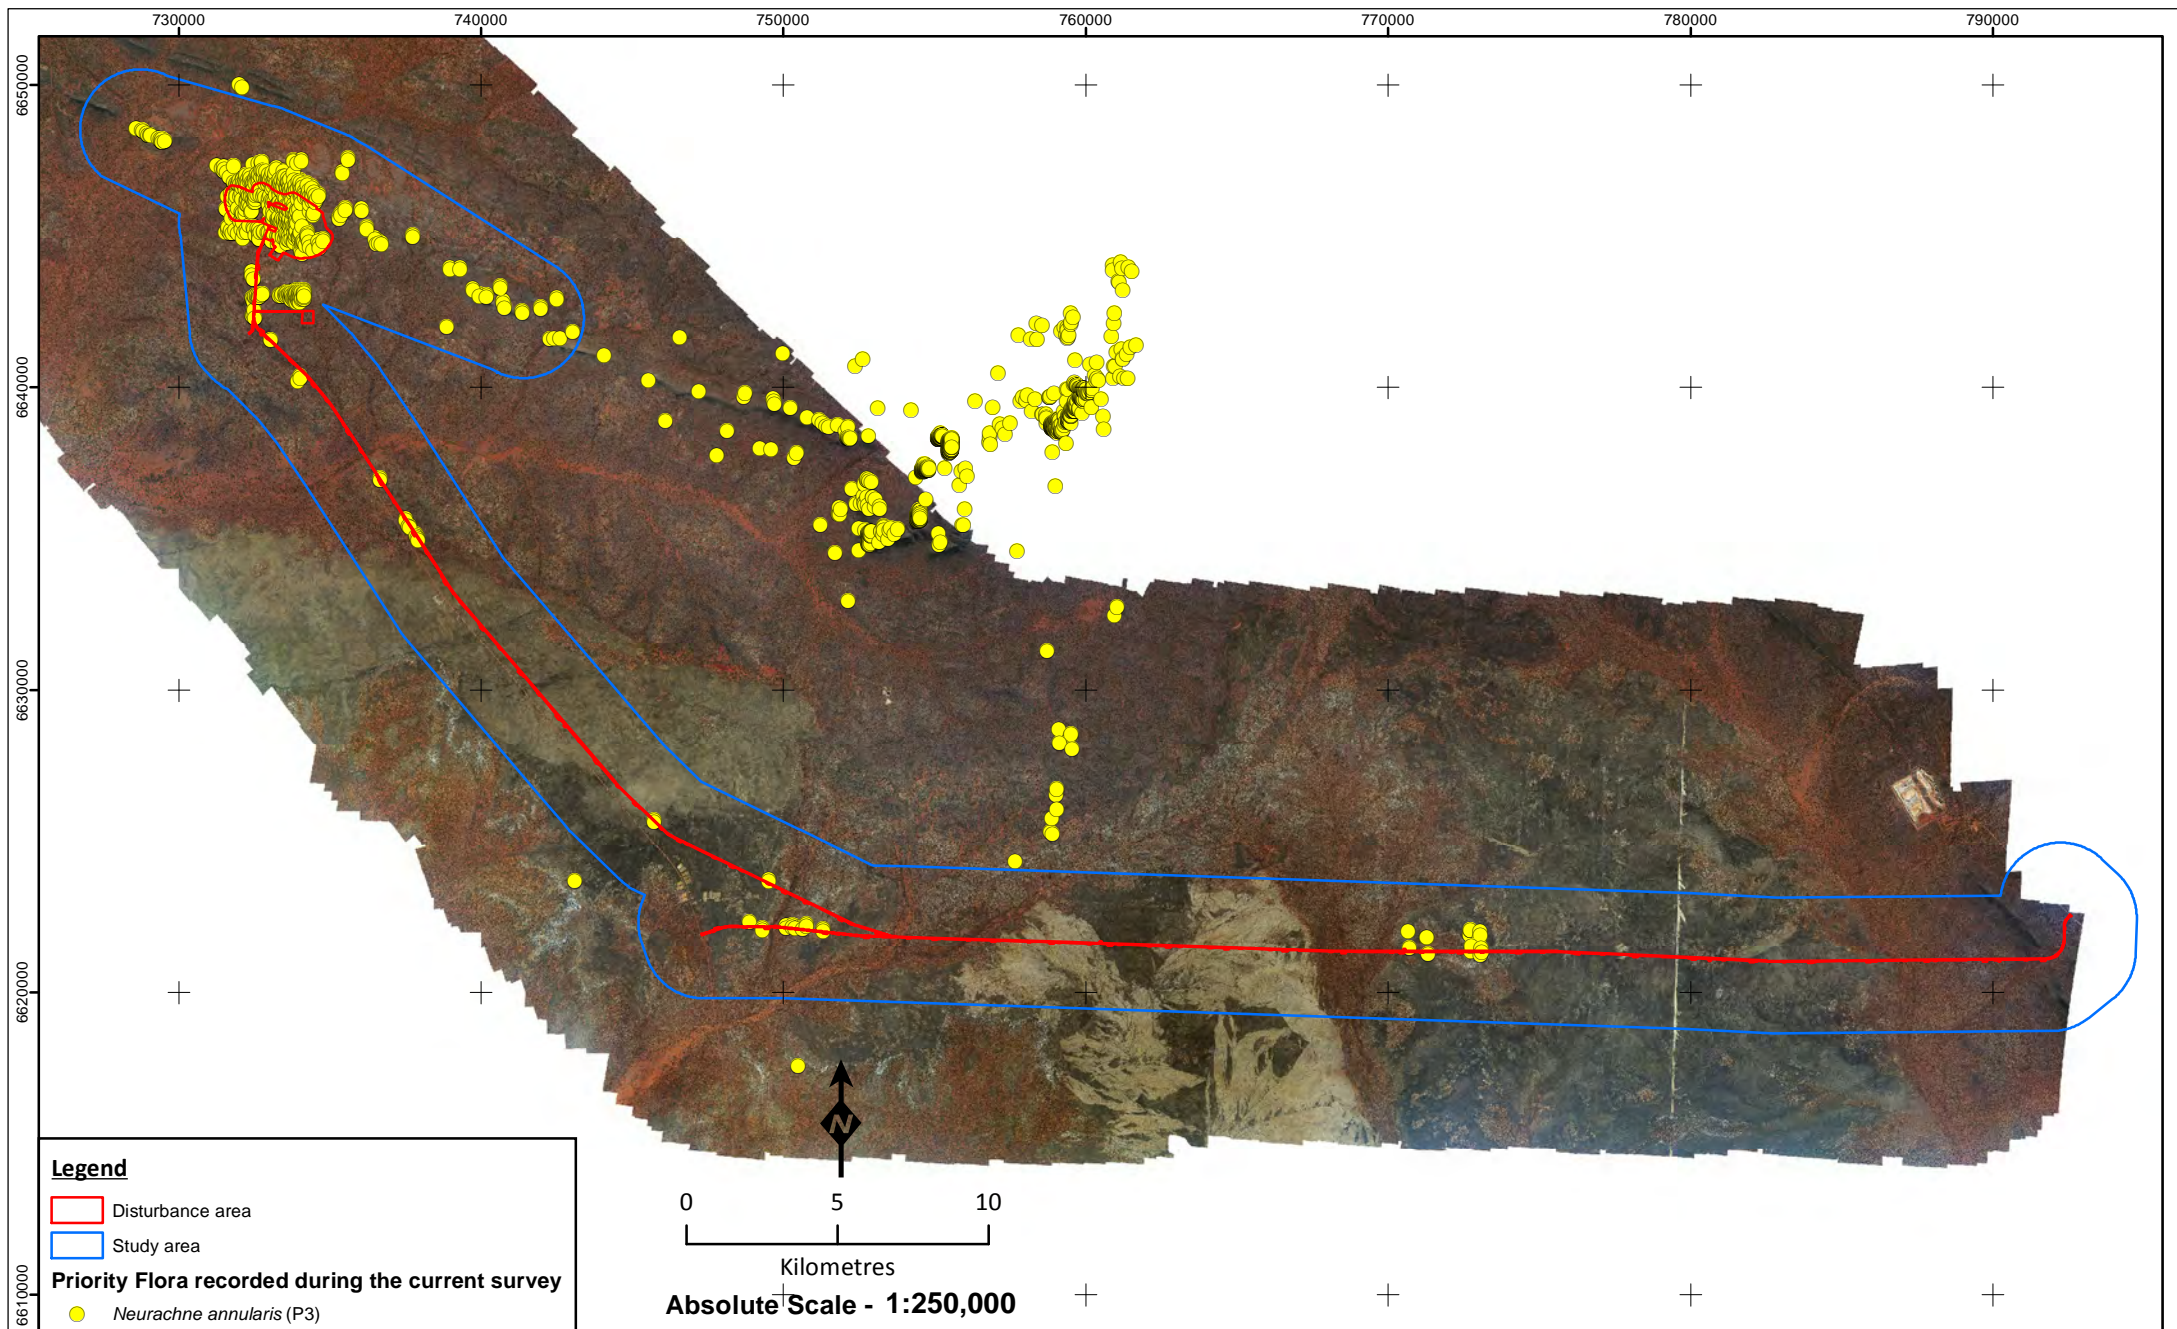 730000 740000 750000 760000 770000 780000 790000
6650000
6640000
6630000
6620000
6610000
N
0 5 10
Kilometres
Absolute Scale - 1:250,000
Legend
Disturbance area
Study area
Priority Flora recorded during the current survey
Neurachne annularis (P3)